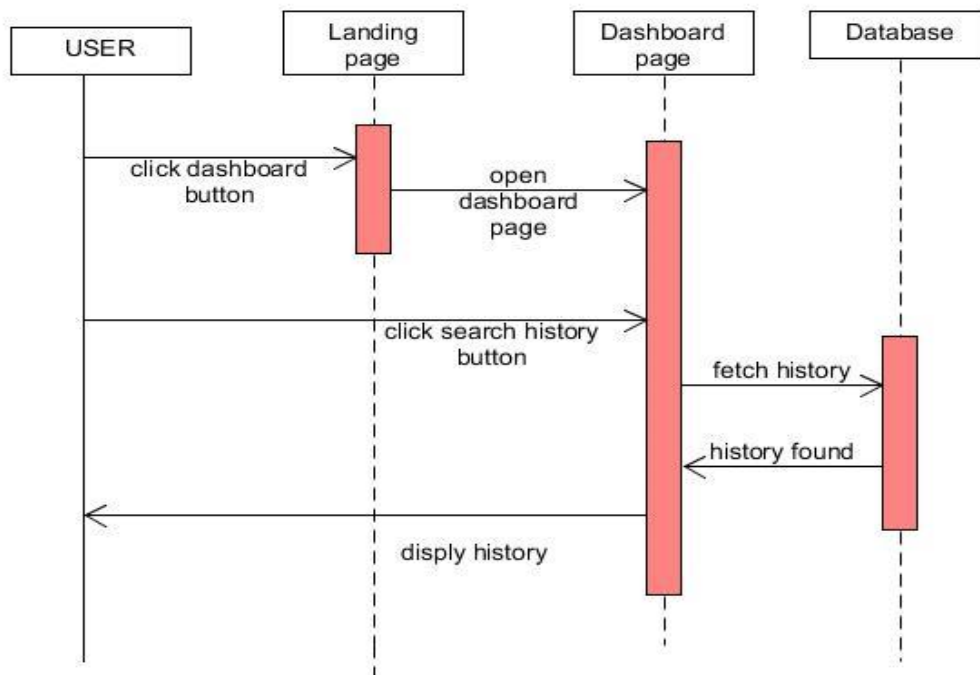 USER
Landing
page
Dashboard
page
Database
click dashboard
button
open
dashboard
page
click search history
button
fetch history
history found
disply history